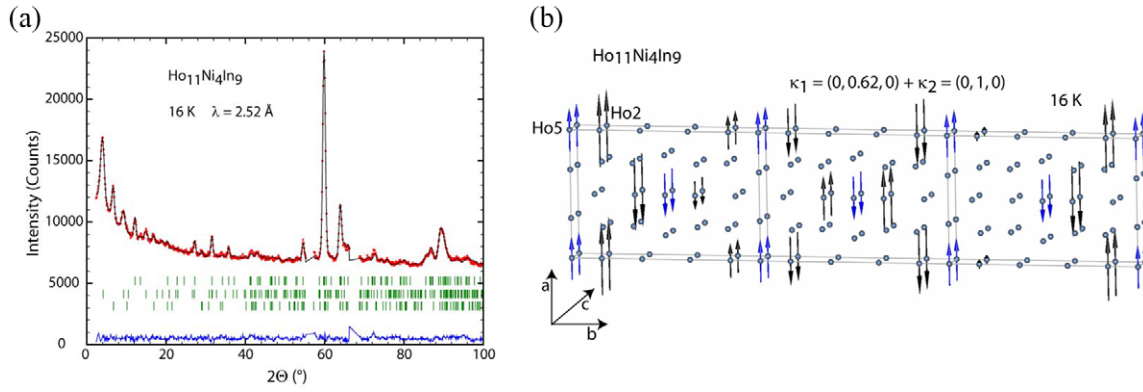 (a)
25000
20000
15000
10000
5000
0
Intensity (Counts)
Ho11Ni4In9
16 K λ = 2.52 Å
0 20 40 60 80 100
2Θ (°)
(b)
Ho11Ni4In9
κ1 = (0, 0.62, 0) + κ2 = (0, 1, 0)
16 K
Ho2
Ho5
a
c
b